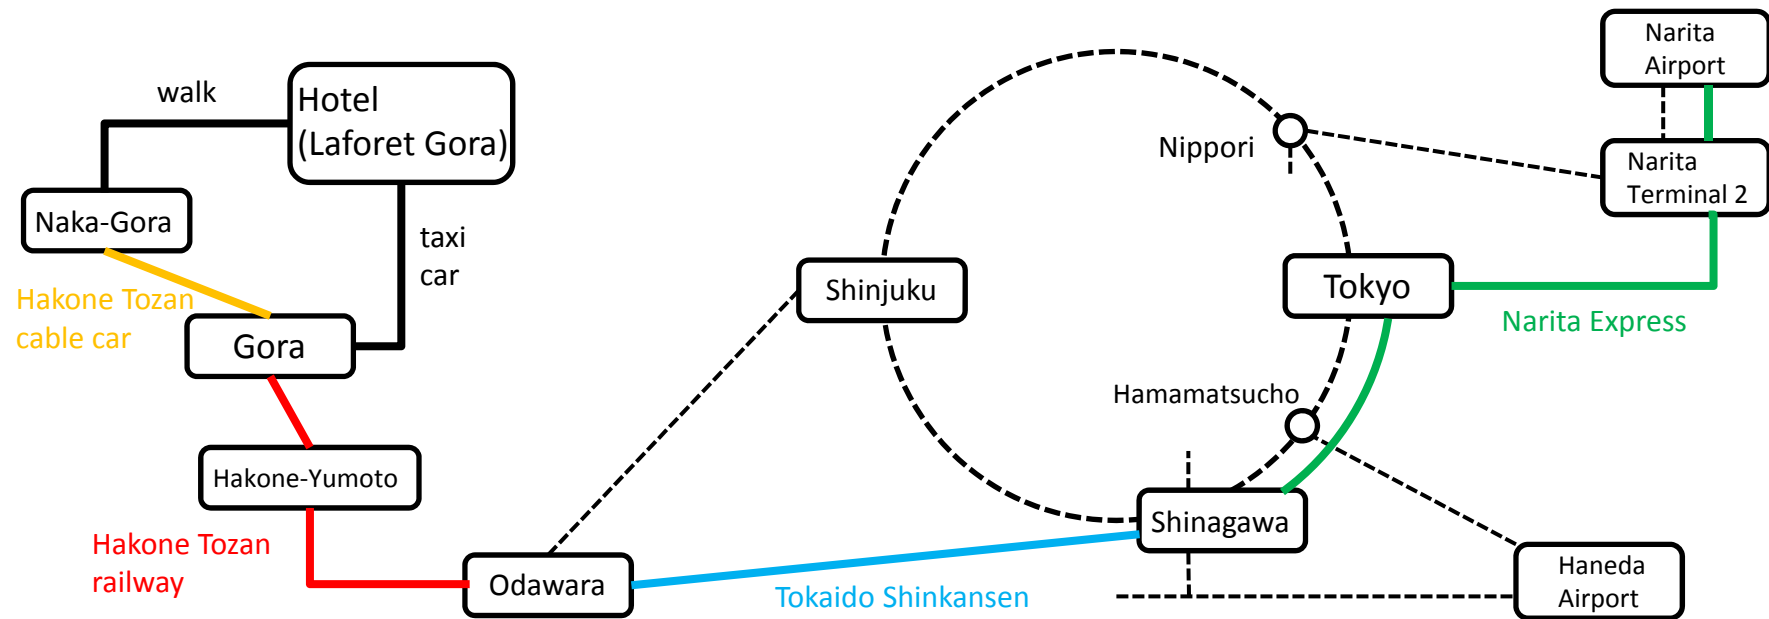 walk
Hotel
(Laforet Gora)
Naka-Gora
taxi
car
Hakone Tozan
cable car
Gora
Hakone-Yumoto
Hakone Tozan
railway
Odawara
Tokaido Shinkansen
Shinjuku
Nippori
Tokyo
Hamamatsucho
Shinagawa
Narita
Airport
Narita
Terminal 2
Narita Express
Haneda
Airport